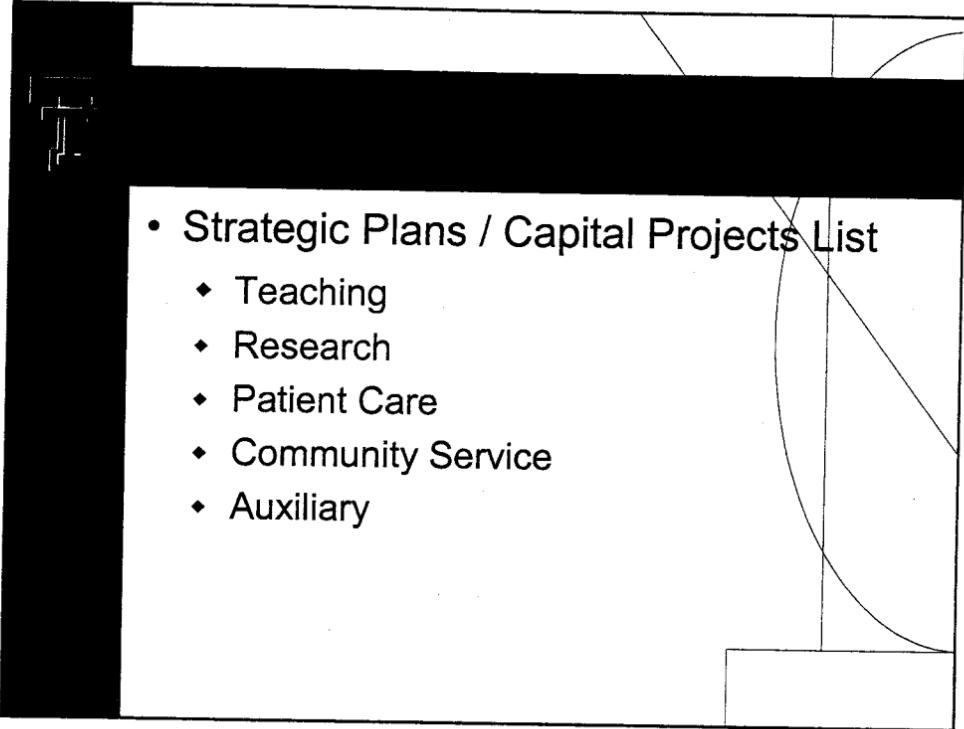 • Strategic Plans / Capital Projects List
◆ Teaching
◆ Research
◆ Patient Care
◆ Community Service
◆ Auxiliary